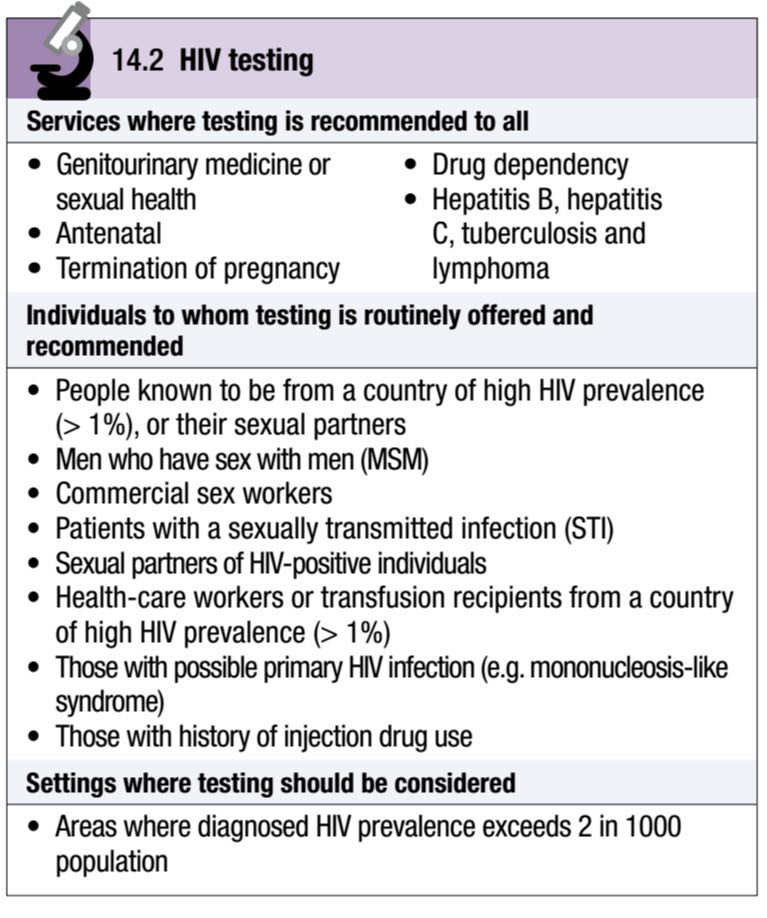 14.2 HIV testing
Services where testing is recommended to all
• Genitourinary medicine or
sexual health
• Antenatal
• Termination of pregnancy
• Drug dependency
• Hepatitis B, hepatitis
C, tuberculosis and
lymphoma
Individuals to whom testing is routinely offered and
recommended
• People known to be from a country of high HIV prevalence
(> 1%), or their sexual partners
• Men who have sex with men (MSM)
• Commercial sex workers
• Patients with a sexually transmitted infection (STI)
• Sexual partners of HIV-positive individuals
• Health-care workers or transfusion recipients from a country
of high HIV prevalence (> 1%)
• Those with possible primary HIV infection (e.g. mononucleosis-like
syndrome)
• Those with history of injection drug use
Settings where testing should be considered
• Areas where diagnosed HIV prevalence exceeds 2 in 1000
population